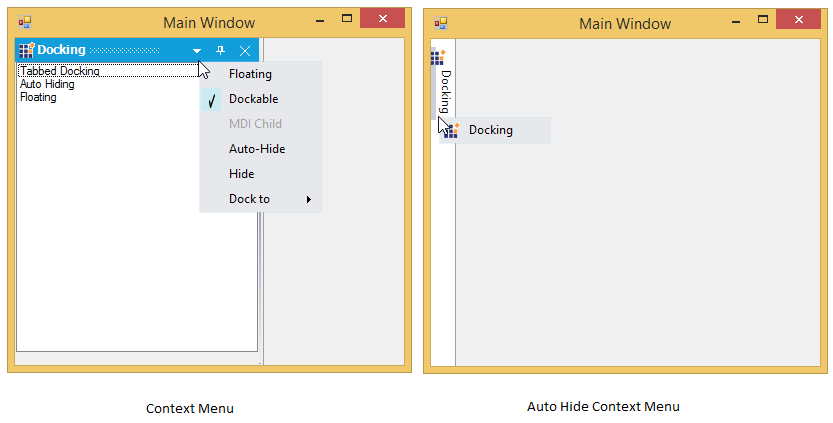 Main Window
Docking
Tabbed Docking
Auto Hiding
Floating
Floating
Dockable
MDI Child
Auto-Hide
Hide
Dock to
Context Menu
Main Window
Docking
Docking
Auto Hide Context Menu